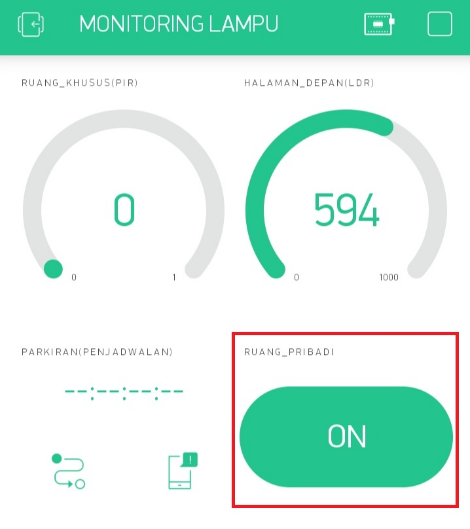 MONITORING LAMPU
RUANG_KHUSUS(PIR)
HALAMAN_DEPAN(LDR)
0
594
0 1
0 1000
PARKIRAN(PENJADWALAN)
RUANG_PRIBADI
--:--:--:--
ON